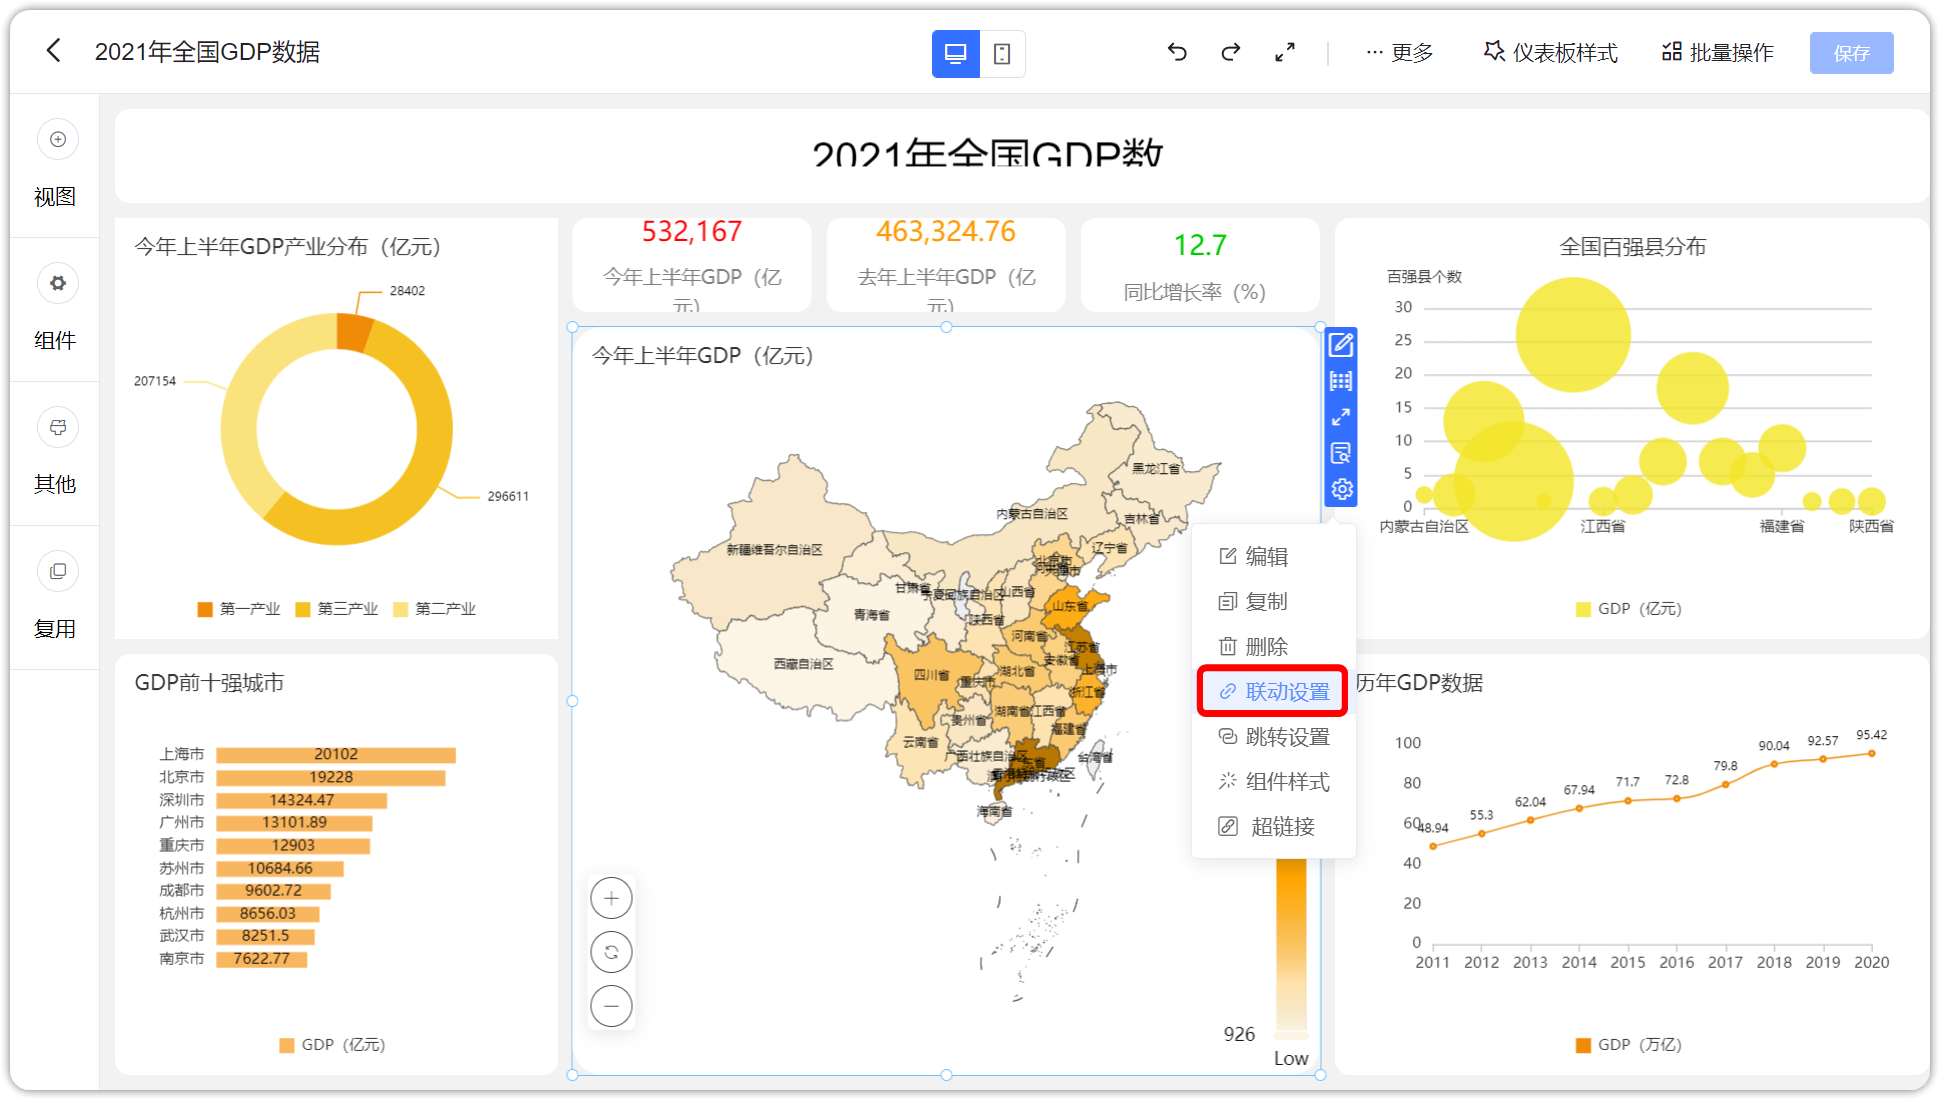 2021年全国GDP数据
更多
仪表板样式
批量操作
保存
视图
组件
其他
复用
2021年全国GDP数
今年上半年GDP产业分布（亿元）
28402
207154
296611
第一产业
第三产业
第二产业
532,167
今年上半年GDP（亿
元）
463,324.76
去年上半年GDP（亿
元）
12.7
同比增长率（%）
今年上半年GDP（亿元）
黑龙江省
内蒙古自治区
吉林省
新疆维吾尔自治区
辽宁省
北京市
甘肃省
宁夏回族自治区
山西省
青海省
山东省
陕西省
河南省
江苏省
西藏自治区
安徽省
四川省
湖北省
上海市
重庆市
浙江省
湖南省
江西省
贵州省
福建省
云南省
广西壮族自治区
广东省
台湾省
海南省
926
Low
编辑
复制
删除
联动设置
跳转设置
组件样式
超链接
全国百强县分布
百强县个数
30
25
20
15
10
5
0
内蒙古自治区
江西省
福建省
陕西省
GDP（亿元）
GDP前十强城市
上海市 20102
北京市 19228
深圳市 14324.47
广州市 13101.89
重庆市 12903
苏州市 10684.66
成都市 9602.72
杭州市 8656.03
武汉市 8251.5
南京市 7622.77
GDP（亿元）
历年GDP数据
100
80
60
40
20
0
48.94
55.3
62.04
67.94
71.7
72.8
79.8
90.04
92.57
95.42
2011 2012 2013 2014 2015 2016 2017 2018 2019 2020
GDP（万亿）